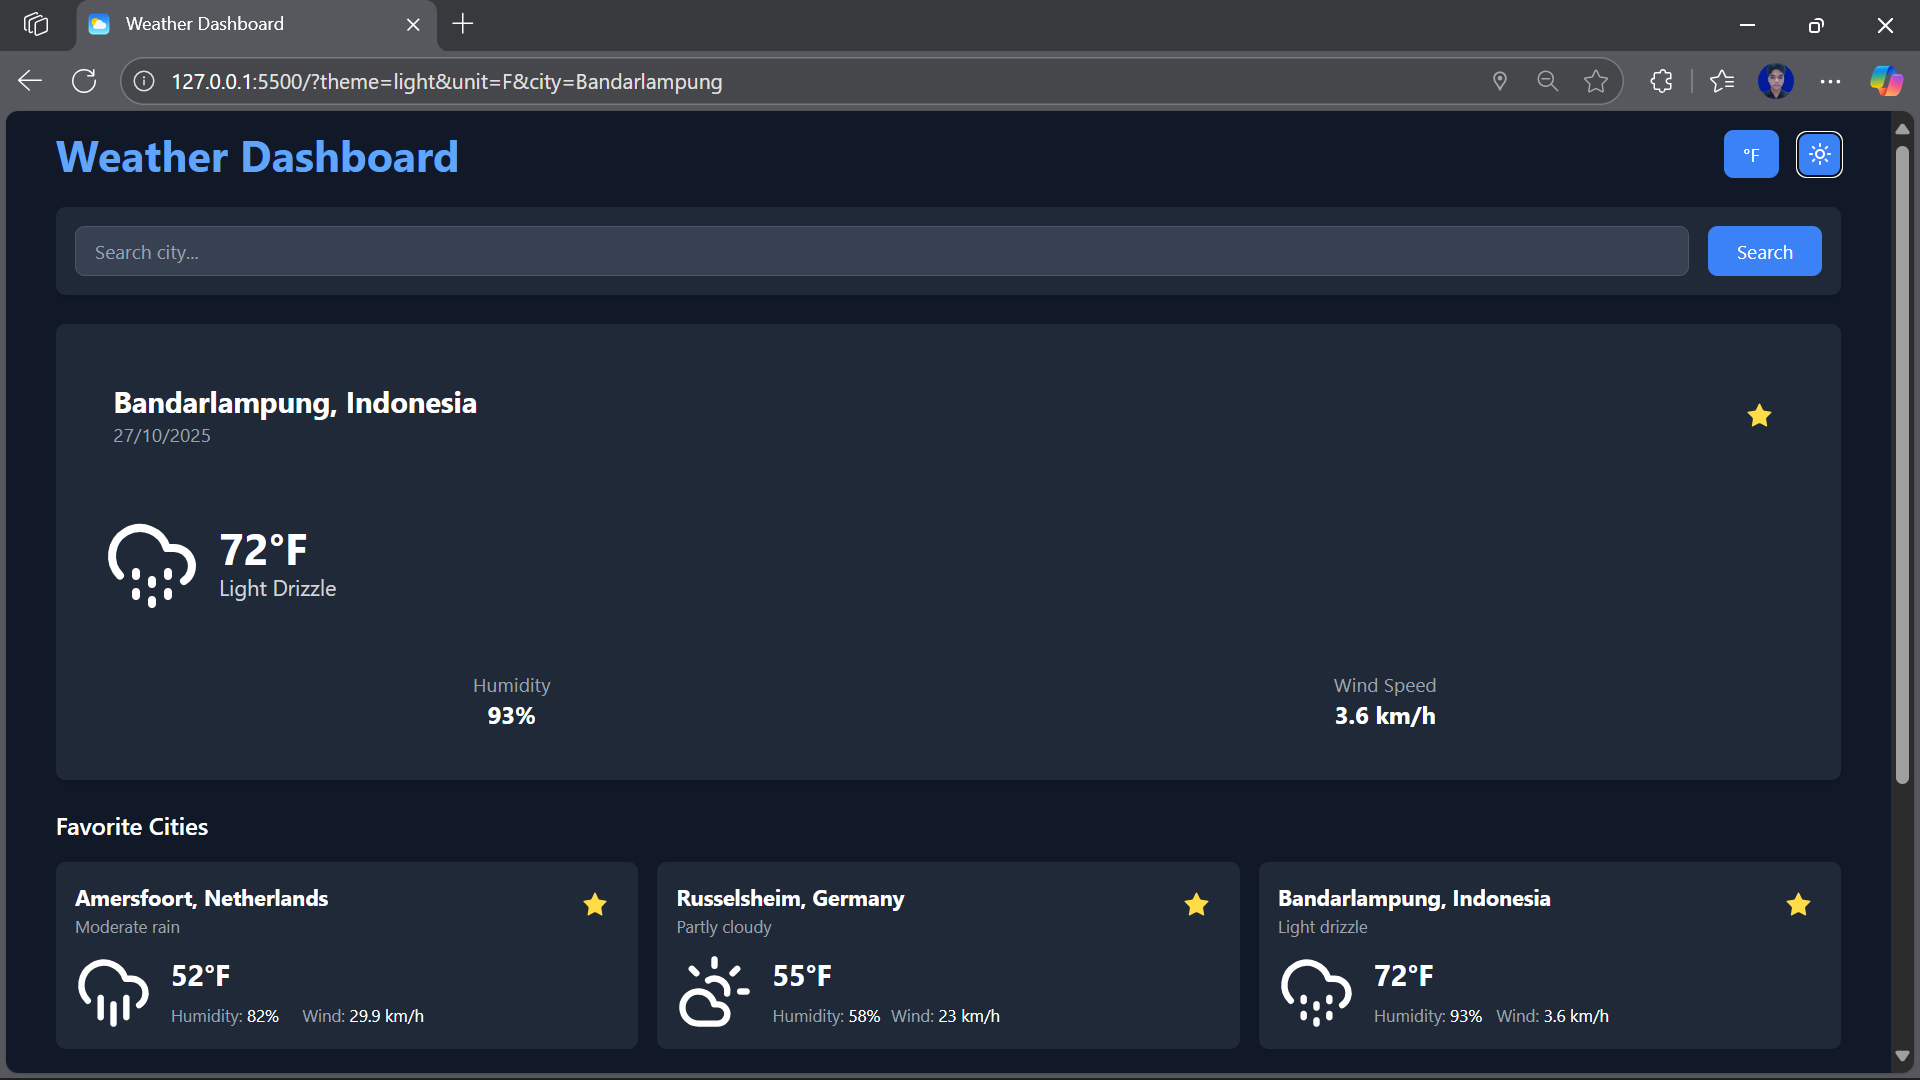 Weather Dashboard
127.0.0.1:5500/?theme=light&unit=F&city=Bandarlampung
Weather Dashboard
°F
Search city...
Search
Bandarlampung, Indonesia
27/10/2025
72°F
Light Drizzle
Humidity
93%
Wind Speed
3.6 km/h
Favorite Cities
Amersfoort, Netherlands
Moderate rain
52°F
Humidity: 82% Wind: 29.9 km/h
Russelsheim, Germany
Partly cloudy
55°F
Humidity: 58% Wind: 23 km/h
Bandarlampung, Indonesia
Light drizzle
72°F
Humidity: 93% Wind: 3.6 km/h